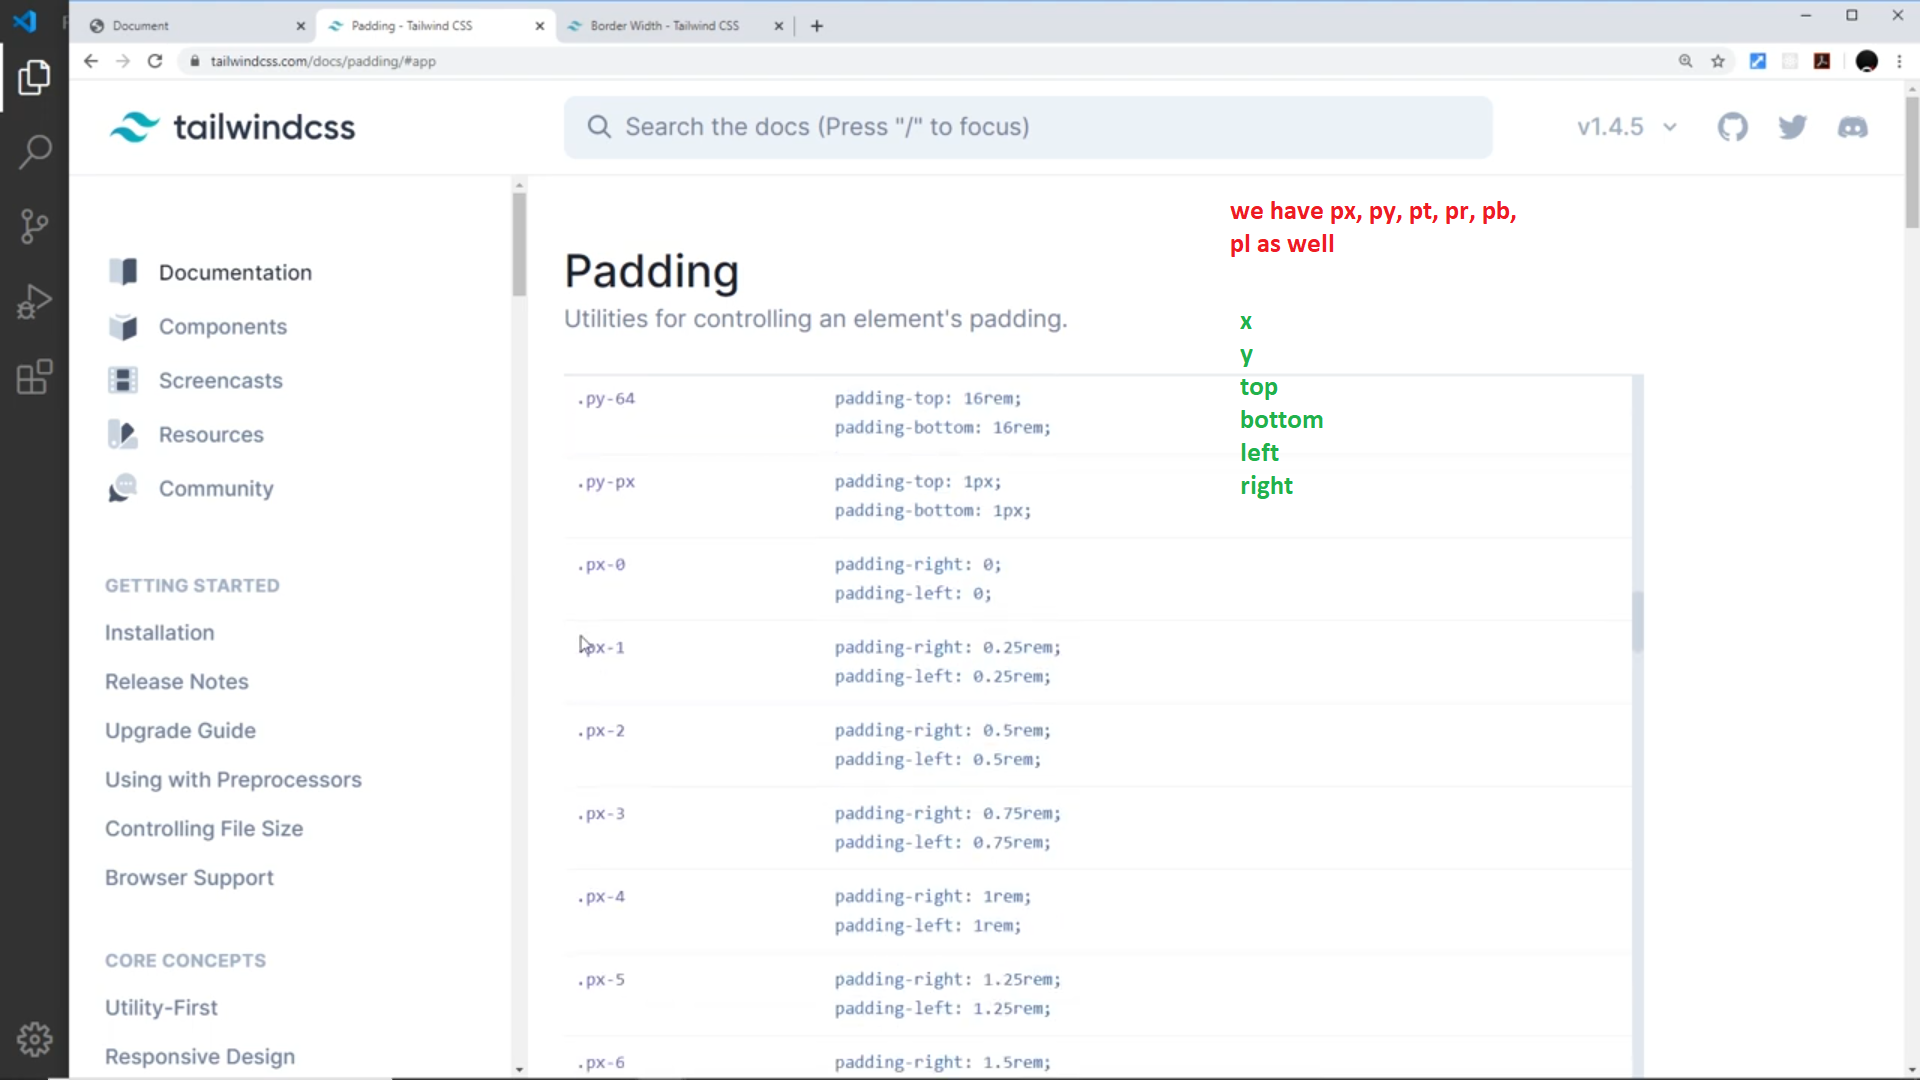 Document
Padding - Tailwind CSS
Border Width - Tailwind CSS
tailwindcss.com/docs/padding/#app
tailwindcss
Search the docs (Press "/" to focus)
v1.4.5
Documentation
Components
Screencasts
Resources
Community
GETTING STARTED
Installation
Release Notes
Upgrade Guide
Using with Preprocessors
Controlling File Size
Browser Support
CORE CONCEPTS
Utility-First
Responsive Design
we have px, py, pt, pr, pb,
pl as well
Padding
Utilities for controlling an element's padding.
x
y
top
bottom
left
right
.py-64
padding-top: 16rem;
padding-bottom: 16rem;
.py-px
padding-top: 1px;
padding-bottom: 1px;
.px-0
padding-right: 0;
padding-left: 0;
.px-1
padding-right: 0.25rem;
padding-left: 0.25rem;
.px-2
padding-right: 0.5rem;
padding-left: 0.5rem;
.px-3
padding-right: 0.75rem;
padding-left: 0.75rem;
.px-4
padding-right: 1rem;
padding-left: 1rem;
.px-5
padding-right: 1.25rem;
padding-left: 1.25rem;
.px-6
padding-right: 1.5rem;